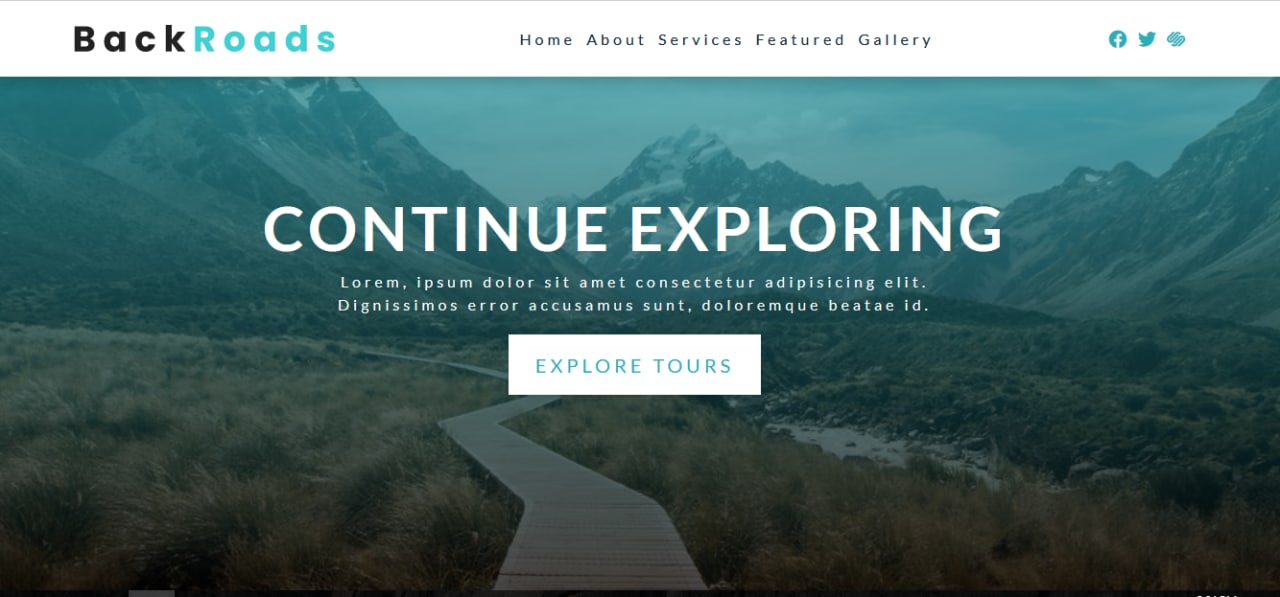 BackRoads
Home About Services Featured Gallery
CONTINUE EXPLORING
Lorem, ipsum dolor sit amet consectetur adipisicing elit.
Dignissimos error accusamus sunt, doloremque beatae id.
EXPLORE TOURS